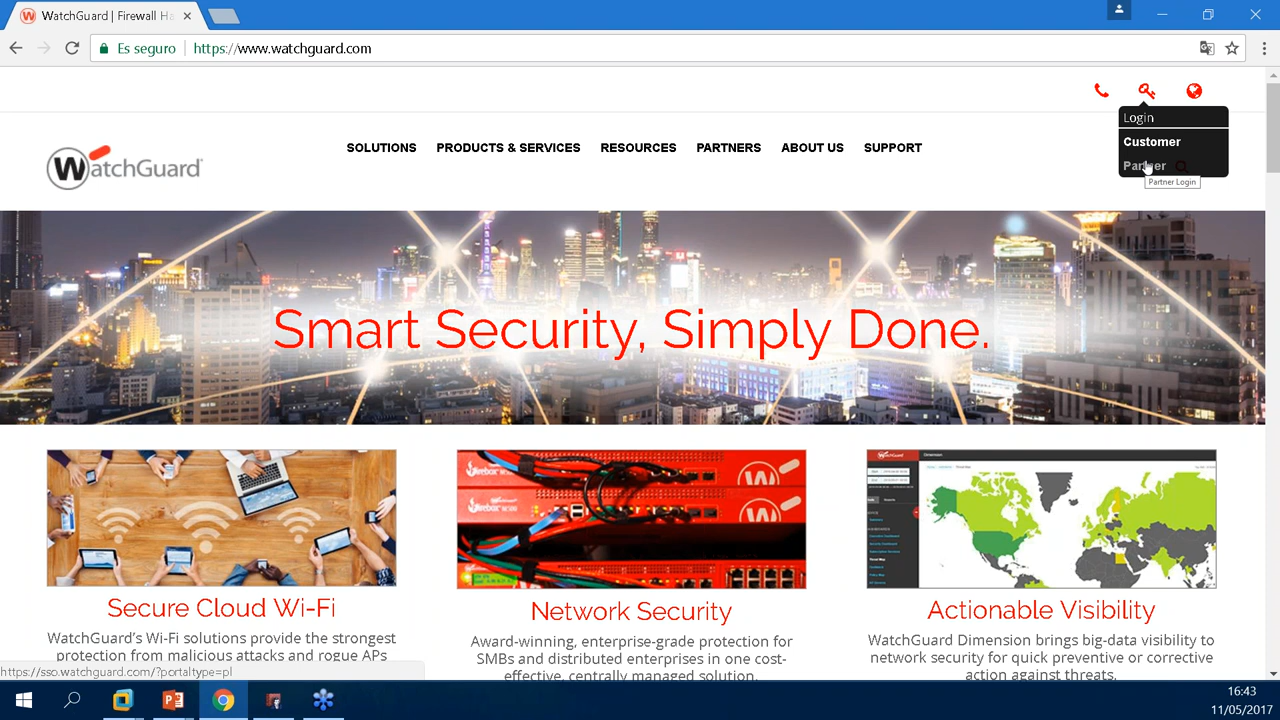 WatchGuard | Firewall Ha
Es seguro
https://www.watchguard.com
Login
Customer
Partner
Partner Login
WatchGuard
SOLUTIONS PRODUCTS & SERVICES RESOURCES PARTNERS ABOUT US SUPPORT
Smart Security, Simply Done.
Dimension
Secure Cloud Wi-Fi
WatchGuard's Wi-Fi solutions provide the strongest
protection from malicious attacks and rogue APs
Network Security
Award-winning, enterprise-grade protection for
SMBs and distributed enterprises in one cost-
effective, centrally managed solution.
Actionable Visibility
WatchGuard Dimension brings big-data visibility to
network security for quick preventive or corrective
action against threats.
https://sso.watchguard.com/?portaltype=pl
16:43
11/05/2017